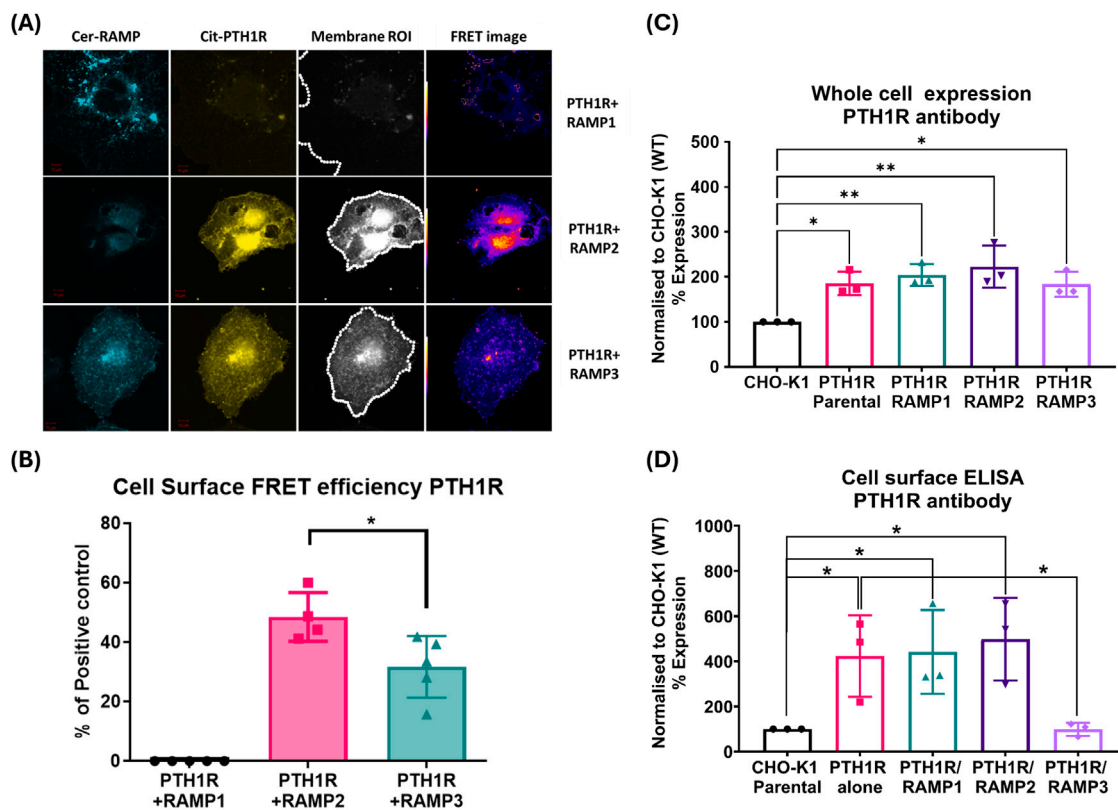 (A)
Cer-RAMP Cit-PTH1R Membrane ROI FRET image
PTH1R+
RAMP1
PTH1R+
RAMP2
PTH1R+
RAMP3
(B)
Cell Surface FRET efficiency PTH1R
% of Positive control
80
60
40
20
0
*
PTH1R
+RAMP1
PTH1R
+RAMP2
PTH1R
+RAMP3
(C)
Whole cell expression
PTH1R antibody
Normalised to CHO-K1 (WT)
% Expression
500
400
300
200
100
0
*
**
**
*
CHO-K1
PTH1R
Parental
PTH1R
RAMP1
PTH1R
RAMP2
PTH1R
RAMP3
(D)
Cell surface ELISA
PTH1R antibody
Normalised to CHO-K1 (WT)
% Expression
1000
800
600
400
200
0
*
*
*
*
CHO-K1
Parental
PTH1R
alone
PTH1R/
RAMP1
PTH1R/
RAMP2
PTH1R/
RAMP3